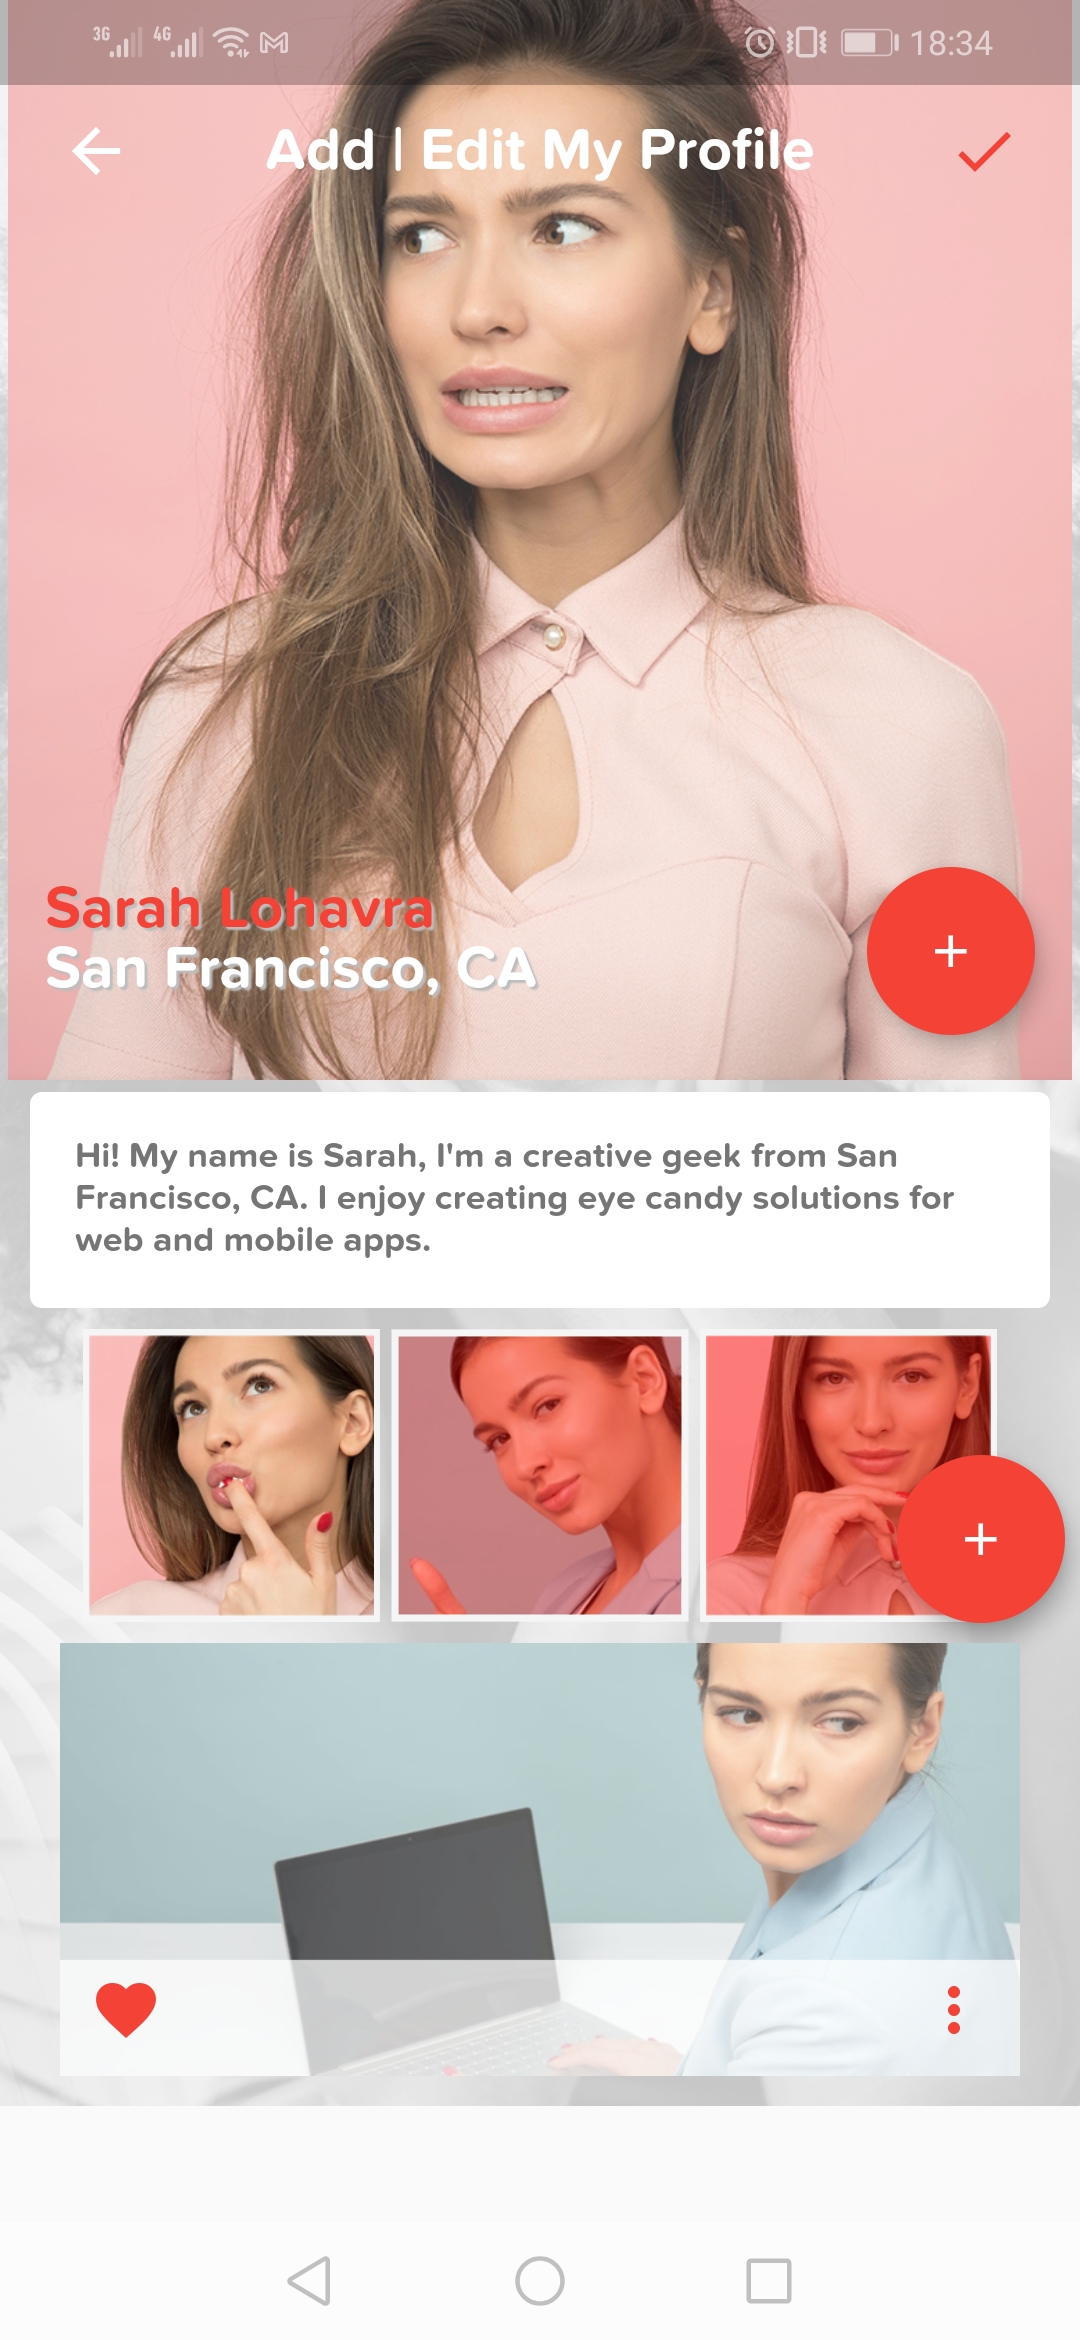 3G 4G 18:34
Add | Edit My Profile
Sarah Lohavra
San Francisco, CA
Hi! My name is Sarah, I'm a creative geek from San
Francisco, CA. I enjoy creating eye candy solutions for
web and mobile apps.